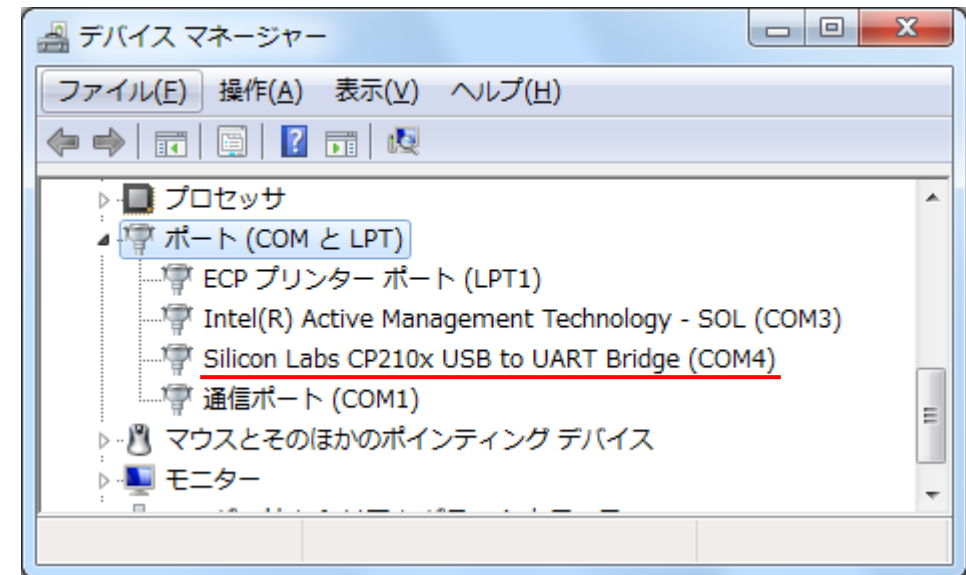 デバイス マネージャー
ファイル(F) 操作(A) 表示(V) ヘルプ(H)
プロセッサ
ポート (COM と LPT)
ECP プリンター ポート (LPT1)
Intel(R) Active Management Technology - SOL (COM3)
Silicon Labs CP210x USB to UART Bridge (COM4)
通信ポート (COM1)
マウスとそのほかのポインティング デバイス
モニター